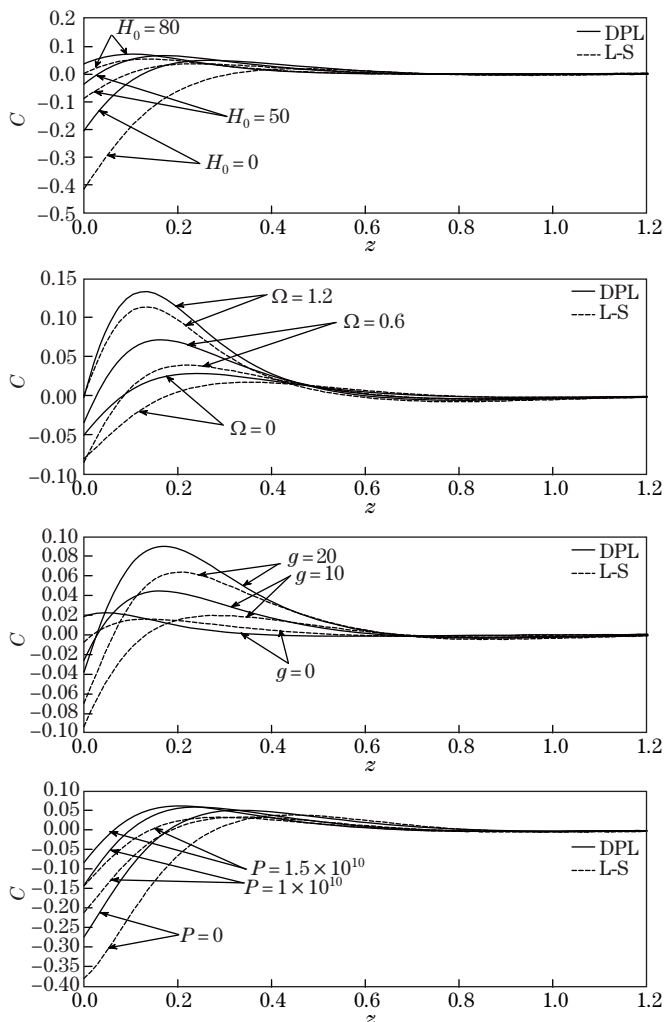 0.2
0.1
0.0
−0.1
−0.2
−0.3
−0.4
−0.5
C
H₀ = 80
H₀ = 50
H₀ = 0
DPL
L-S
0.0 0.2 0.4 0.6 0.8 1.0 1.2
z
0.15
0.10
0.05
0.00
−0.05
−0.10
C
Ω = 1.2
Ω = 0.6
Ω = 0
DPL
L-S
0.0 0.2 0.4 0.6 0.8 1.0 1.2
z
0.10
0.08
0.06
0.04
0.02
0.00
−0.02
−0.04
−0.06
−0.08
−0.10
C
g = 20
g = 10
g = 0
DPL
L-S
0.0 0.2 0.4 0.6 0.8 1.0 1.2
z
0.10
0.05
0.00
−0.05
−0.10
−0.15
−0.20
−0.25
−0.30
−0.35
−0.40
C
P = 1.5 × 10¹⁰
P = 1 × 10¹⁰
P = 0
DPL
L-S
0.0 0.2 0.4 0.6 0.8 1.0 1.2
z